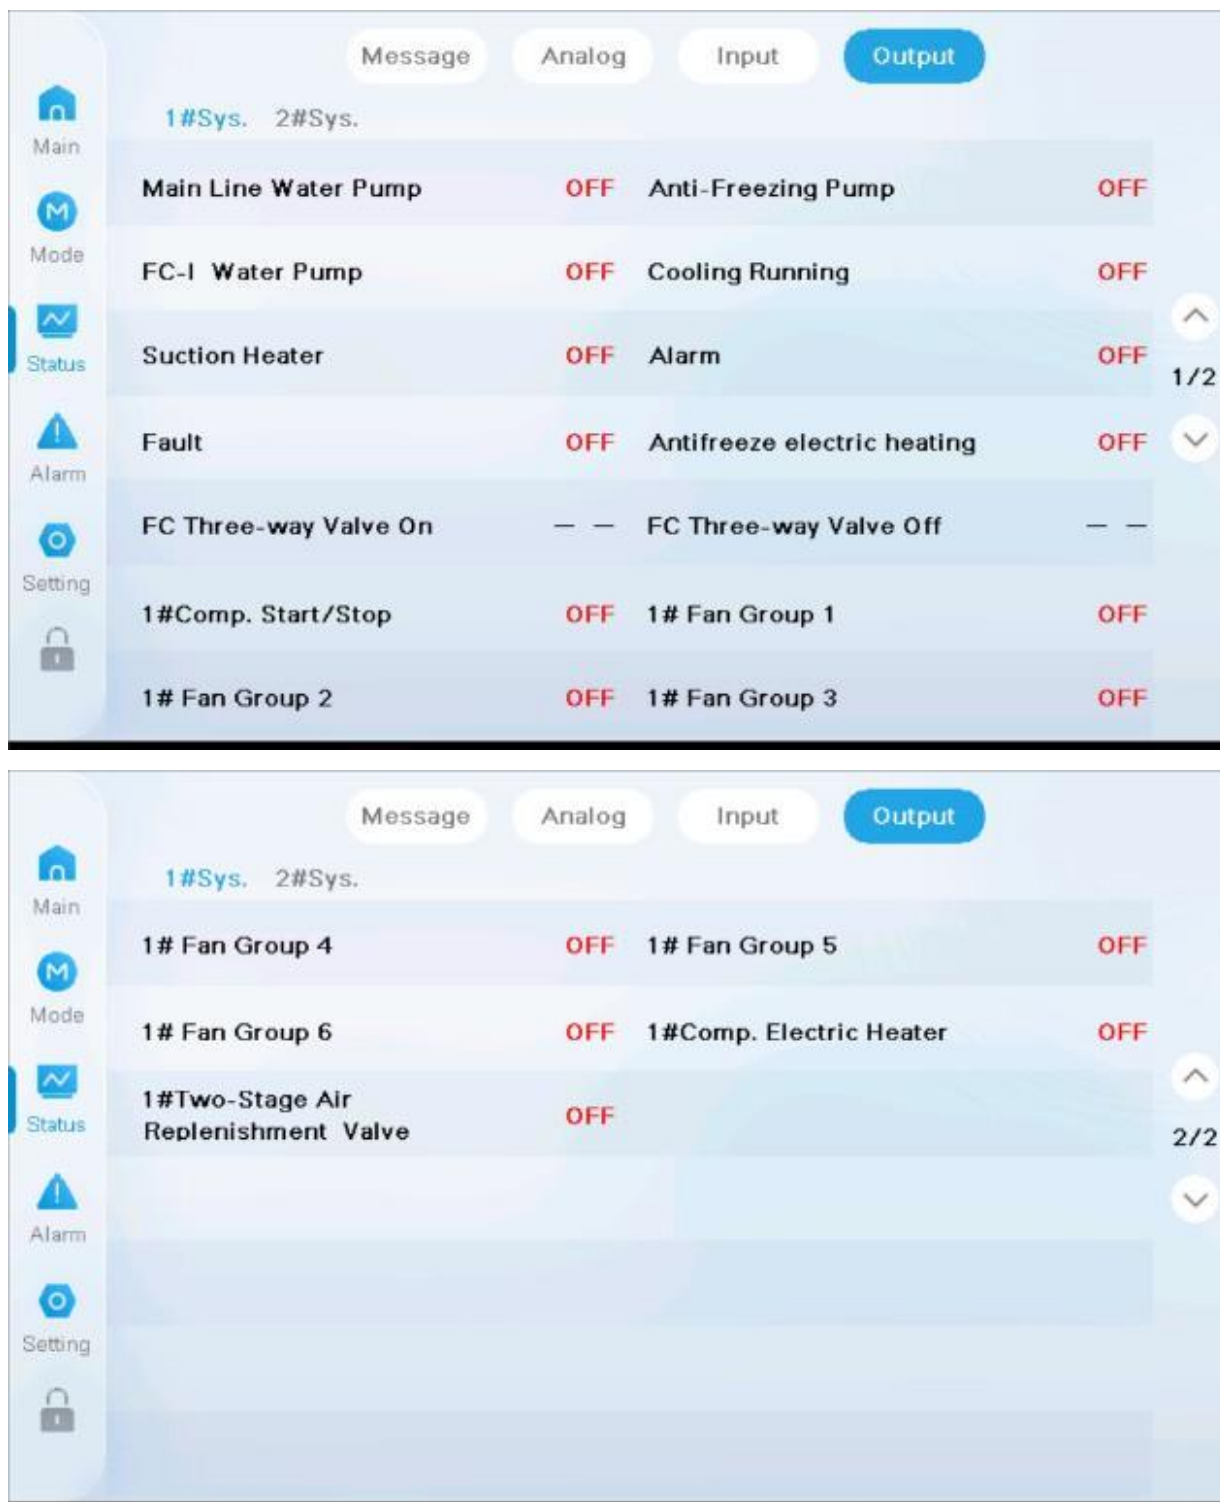 Message Analog Input Output
1#Sys. 2#Sys.
Main
Mode
Status
Alarm
Setting
Main Line Water Pump OFF Anti-Freezing Pump OFF
FC-I Water Pump OFF Cooling Running OFF
Suction Heater OFF Alarm OFF
Fault OFF Antifreeze electric heating OFF
FC Three-way Valve On — — FC Three-way Valve Off — —
1#Comp. Start/Stop OFF 1# Fan Group 1 OFF
1# Fan Group 2 OFF 1# Fan Group 3 OFF
1/2
Message Analog Input Output
1#Sys. 2#Sys.
Main
Mode
Status
Alarm
Setting
1# Fan Group 4 OFF 1# Fan Group 5 OFF
1# Fan Group 6 OFF 1#Comp. Electric Heater OFF
1#Two-Stage Air
Replenishment Valve OFF
2/2